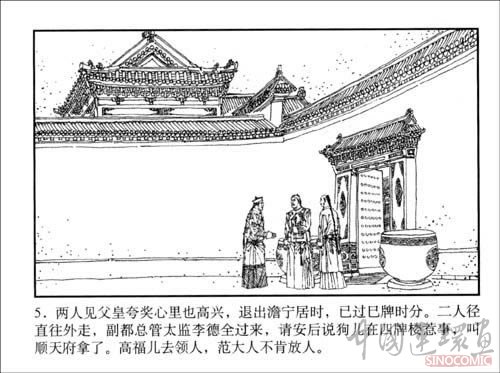 5．两人见父皇夸奖心里也高兴，退出澹宁居时，已过巳牌时分。二人径
直往外走，副都总管太监李德全过来，请安后说狗儿在四牌楼惹事，叫
顺天府拿了。高福儿去领人，范大人不肯放人。
中国连环画
SINOCOMIC